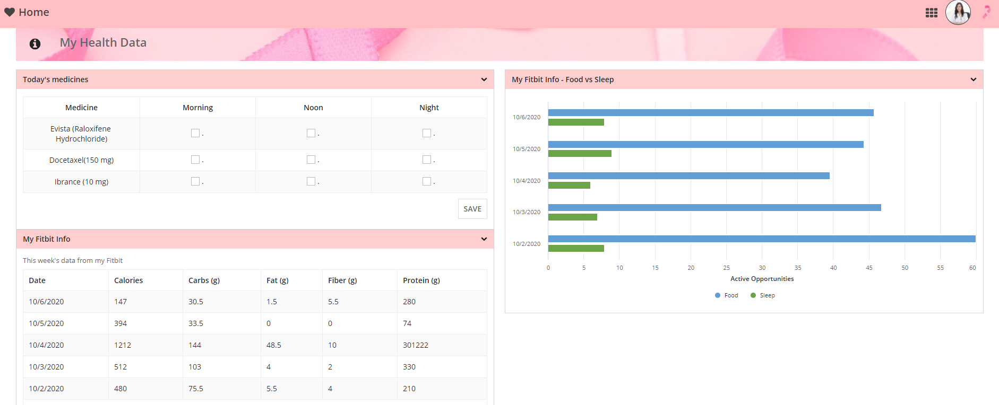 Home
My Health Data
Today's medicines
Medicine Morning Noon Night
Evista (Raloxifene
Hydrochloride) . . .
Docetaxel(150 mg) . . .
Ibrance (10 mg) . . .
SAVE
My Fitbit Info
This week's data from my Fitbit
Date Calories Carbs (g) Fat (g) Fiber (g) Protein (g)
10/6/2020 147 30.5 1.5 5.5 280
10/5/2020 394 33.5 0 0 74
10/4/2020 1212 144 48.5 10 301222
10/3/2020 512 103 4 2 330
10/2/2020 480 75.5 5.5 4 210
My Fitbit Info - Food vs Sleep
10/6/2020
10/5/2020
10/4/2020
10/3/2020
10/2/2020
0 5 10 15 20 25 30 35 40 45 50 55 60
Active Opportunities
Food Sleep